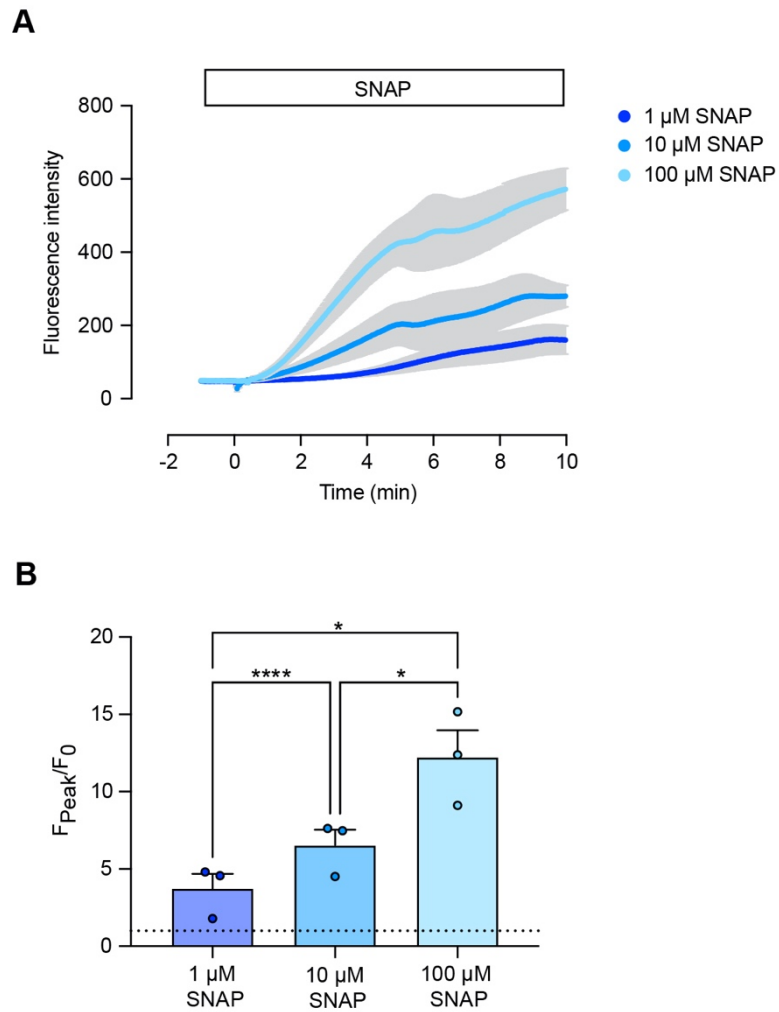 A
SNAP
1 µM SNAP
10 µM SNAP
100 µM SNAP
Fluorescence intensity
800
600
400
200
0
-2 0 2 4 6 8 10
Time (min)
B
*
**** *
F_Peak/F_0
20
15
10
5
0
1 µM 10 µM 100 µM
SNAP SNAP SNAP